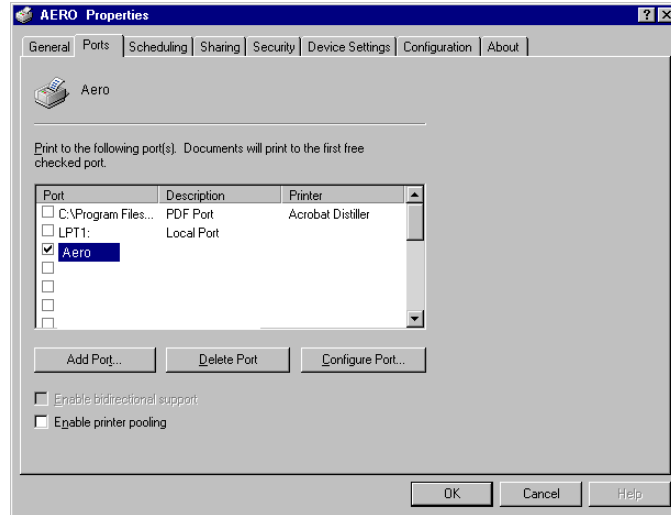 AERO Properties
General Ports Scheduling Sharing Security Device Settings Configuration About
Aero
Print to the following port(s). Documents will print to the first free
checked port.
Port Description Printer
C:\Program Files... PDF Port Acrobat Distiller
LPT1: Local Port
Aero
Add Port... Delete Port Configure Port...
Enable bidirectional support
Enable printer pooling
OK Cancel Help